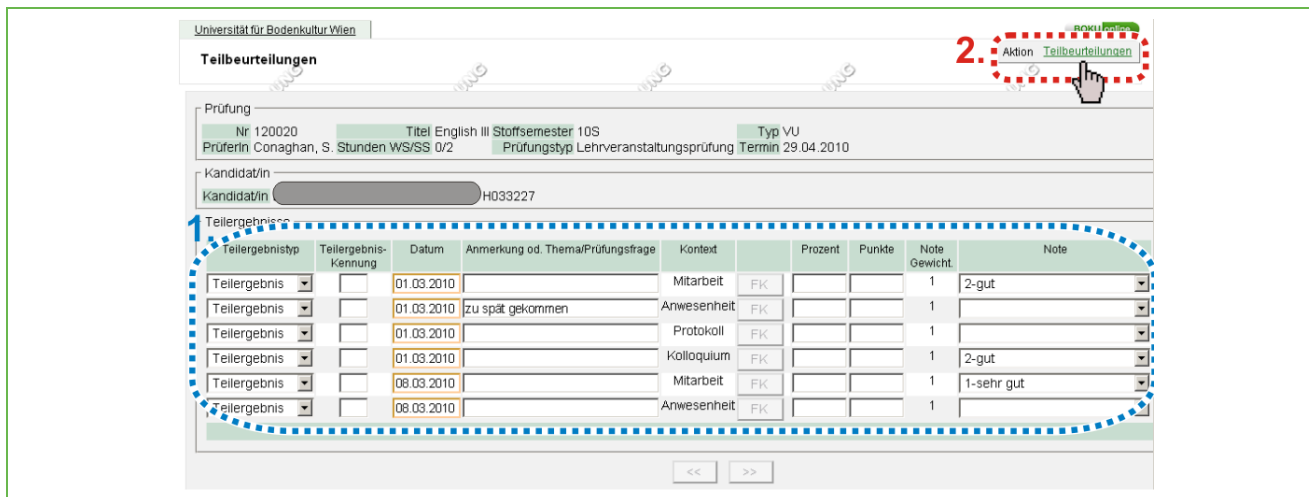 Universität für Bodenkultur Wien
BOKU online
Teilbeurteilungen
2. Aktion Teilbeurteilungen
Prüfung
Nr 120020 Titel English III Stoffsemester 10S Typ VU
PrüferIn Conaghan, S. Stunden WS/SS 0/2 Prüfungstyp Lehrveranstaltungsprüfung Termin 29.04.2010
Kandidat/in
Kandidat/in H033227
1. Teilergebnisse
Teilergebnistyp Teilergebnis- Datum Anmerkung od. Thema/Prüfungsfrage Kontext Prozent Punkte Note Note
Kennung Gewicht.
Teilergebnis 01.03.2010 Mitarbeit FK 1 2-gut
Teilergebnis 01.03.2010 zu spät gekommen Anwesenheit FK 1
Teilergebnis 01.03.2010 Protokoll FK 1
Teilergebnis 01.03.2010 Kolloquium FK 1 2-gut
Teilergebnis 08.03.2010 Mitarbeit FK 1 1-sehr gut
Teilergebnis 08.03.2010 Anwesenheit FK 1
<< >>